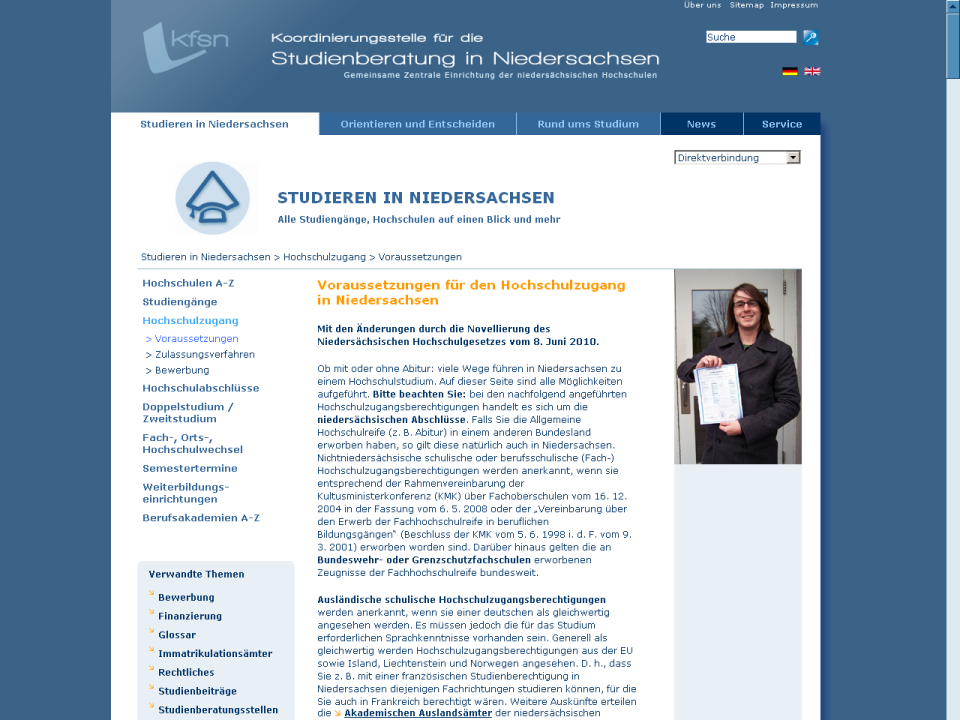 Über uns Sitemap Impressum
kfsn
Koordinierungsstelle für die
Studienberatung in Niedersachsen
Gemeinsame Zentrale Einrichtung der niedersächsischen Hochschulen
Suche
Studieren in Niedersachsen
Orientieren und Entscheiden
Rund ums Studium
News
Service
Direktverbindung
STUDIEREN IN NIEDERSACHSEN
Alle Studiengänge, Hochschulen auf einen Blick und mehr
Studieren in Niedersachsen > Hochschulzugang > Voraussetzungen
Hochschulen A-Z
Studiengänge
Hochschulzugang
> Voraussetzungen
> Zulassungsverfahren
> Bewerbung
Hochschulabschlüsse
Doppelstudium /
Zweitstudium
Fach-, Orts-,
Hochschulwechsel
Semestertermine
Weiterbildungs-
einrichtungen
Berufsakademien A-Z
Verwandte Themen
Bewerbung
Finanzierung
Glossar
Immatrikulationsämter
Rechtliches
Studienbeiträge
Studienberatungsstellen
Voraussetzungen für den Hochschulzugang
in Niedersachsen
Mit den Änderungen durch die Novellierung des
Niedersächsischen Hochschulgesetzes vom 8. Juni 2010.
Ob mit oder ohne Abitur: viele Wege führen in Niedersachsen zu
einem Hochschulstudium. Auf dieser Seite sind alle Möglichkeiten
aufgeführt. Bitte beachten Sie: bei den nachfolgend angeführten
Hochschulzugangsberechtigungen handelt es sich um die
niedersächsischen Abschlüsse. Falls Sie die Allgemeine
Hochschulreife (z. B. Abitur) in einem anderen Bundesland
erworben haben, so gilt diese natürlich auch in Niedersachsen.
Nichtniedersächsische schulische oder berufsschulische (Fach-)
Hochschulzugangsberechtigungen werden anerkannt, wenn sie
entsprechend der Rahmenvereinbarung der
Kultusministerkonferenz (KMK) über Fachoberschulen vom 16. 12.
2004 in der Fassung vom 6. 5. 2008 oder der „Vereinbarung über
den Erwerb der Fachhochschulreife in beruflichen
Bildungsgängen“ (Beschluss der KMK vom 5. 6. 1998 i. d. F. vom 9.
3. 2001) erworben worden sind. Darüber hinaus gelten die an
Bundeswehr- oder Grenzschutzfachschulen erworbenen
Zeugnisse der Fachhochschulreife bundesweit.
Ausländische schulische Hochschulzugangsberechtigungen
werden anerkannt, wenn sie einer deutschen als gleichwertig
angesehen werden. Es müssen jedoch die für das Studium
erforderlichen Sprachkenntnisse vorhanden sein. Generell als
gleichwertig werden Hochschulzugangsberechtigungen aus der EU
sowie Island, Liechtenstein und Norwegen angesehen. D. h., dass
Sie z. B. mit einer französischen Studienberechtigung in
Niedersachsen diejenigen Fachrichtungen studieren können, für die
Sie auch in Frankreich berechtigt wären. Weitere Auskünfte erteilen
die Akademischen Auslandsämter der niedersächsischen